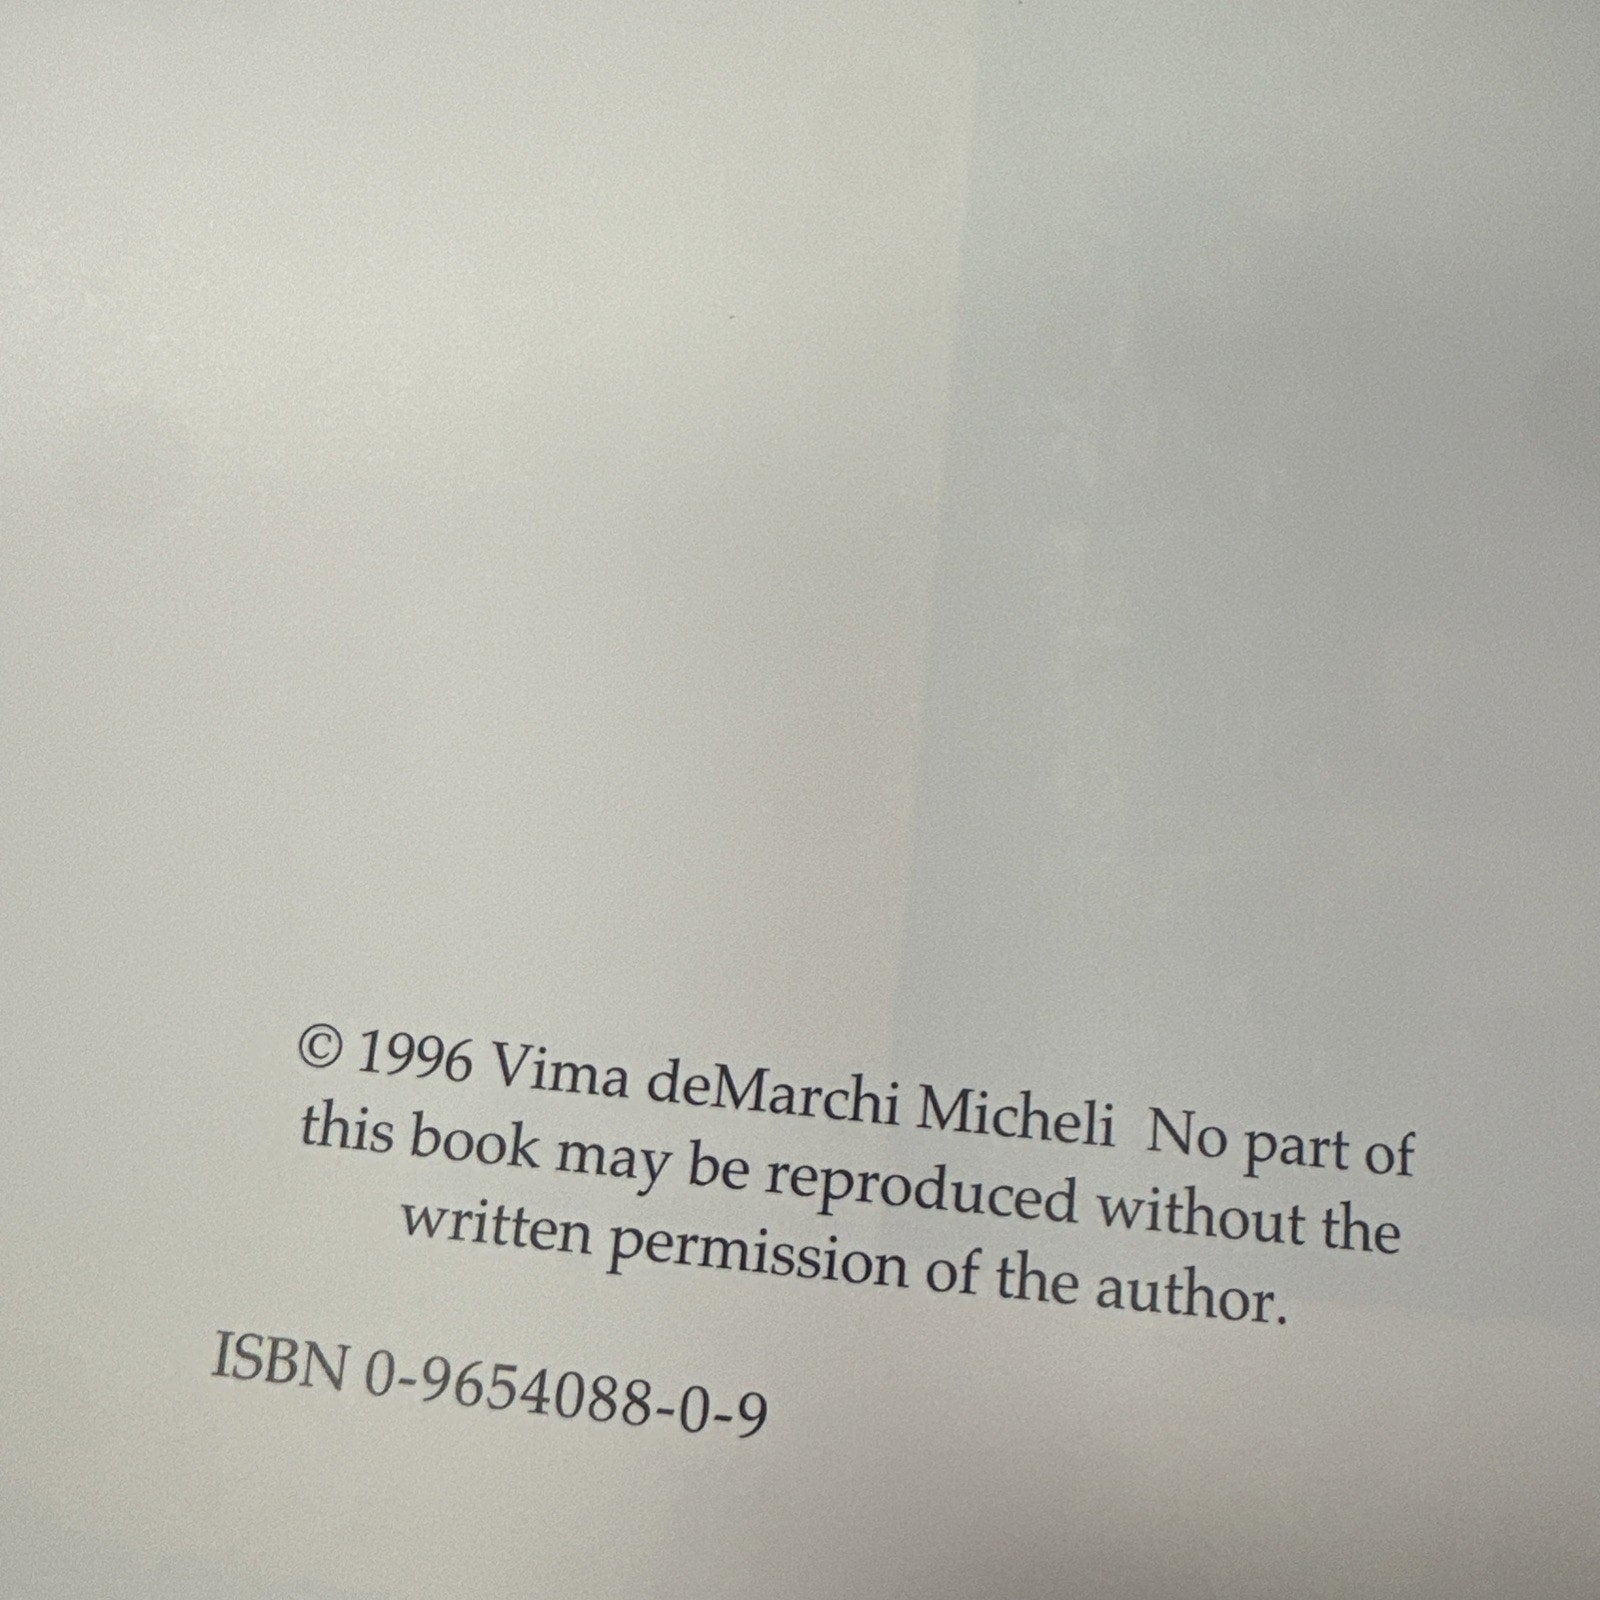 © 1996 Vima deMarchi Micheli  No part of
this book may be reproduced without the
written permission of the author.
ISBN 0-9654088-0-9